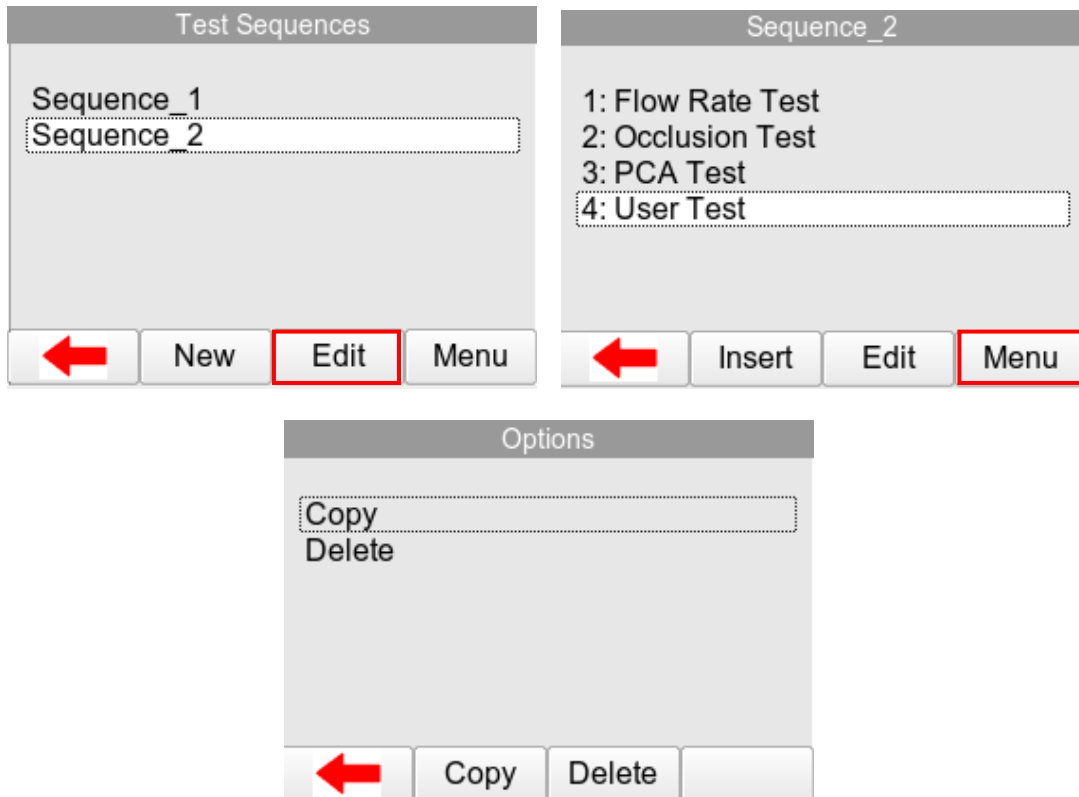 Test Sequences
Sequence_1
Sequence_2
New Edit Menu
Sequence_2
1: Flow Rate Test
2: Occlusion Test
3: PCA Test
4: User Test
Insert Edit Menu
Options
Copy
Delete
Copy Delete